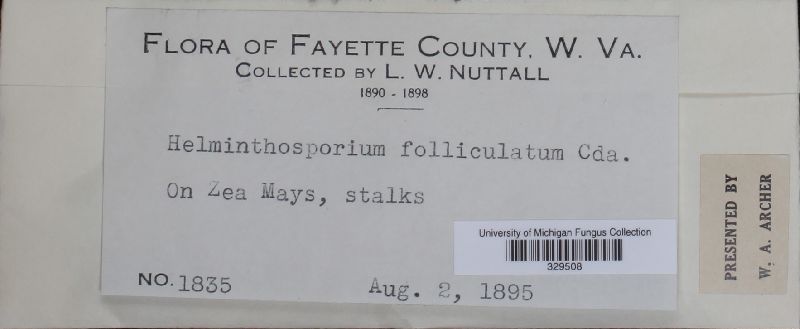 FLORA OF FAYETTE COUNTY, W. VA.
COLLECTED BY L. W. NUTTALL
1890 - 1898
Helminthosporium folliculatum Cda.
On Zea Mays, stalks
University of Michigan Fungus Collection
329508
NO. 1835 Aug. 2, 1895
PRESENTED BY
W. A. ARCHER